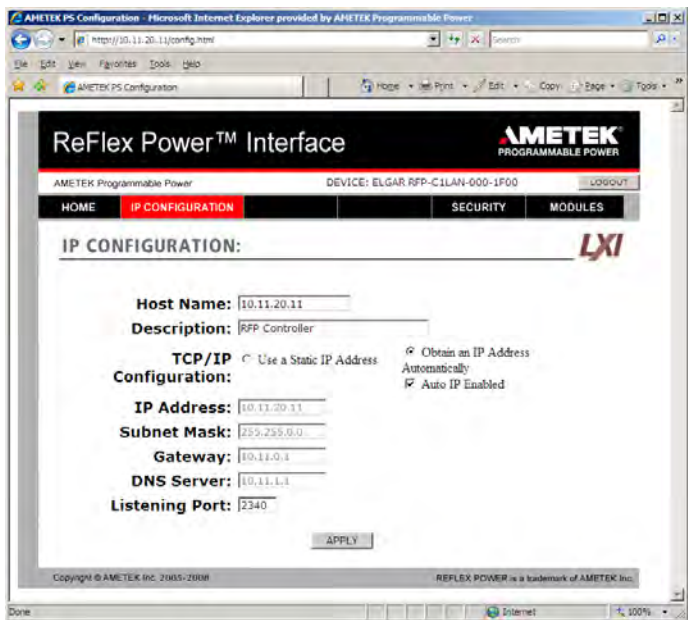 AMETEK PS Configuration - Microsoft Internet Explorer provided by AMETEK Programmable Power
http://10.11.20.11/config.html
Search
File Edit View Favorites Tools Help
AMETEK PS Configuration Home Print Edit Copy Page Tools »
ReFlex Power™ Interface
AMETEK®
PROGRAMMABLE POWER
AMETEK Programmable Power DEVICE: ELGAR RFP-C1LAN-000-1F00 LOGOUT
HOME IP CONFIGURATION SECURITY MODULES
IP CONFIGURATION:
LXI
Host Name: 10.11.20.11
Description: RFP Controller
TCP/IP Configuration: Use a Static IP Address Obtain an IP Address Automatically
Auto IP Enabled
IP Address: 10.11.20.11
Subnet Mask: 255.255.0.0
Gateway: 10.11.0.1
DNS Server: 10.11.1.1
Listening Port: 2340
APPLY
Copyright © AMETEK Inc. 2005-2008 REFLEX POWER is a trademark of AMETEK Inc.
Done Internet 100%